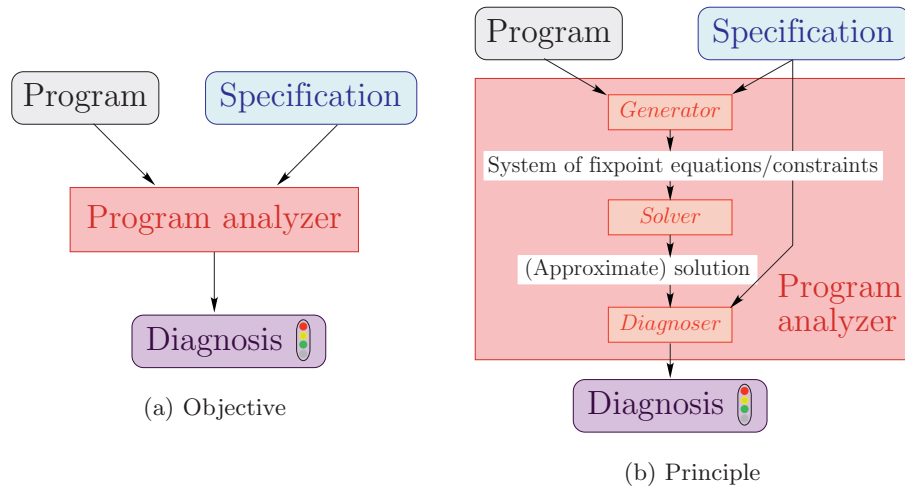 Program Specification
Program analyzer
Diagnosis
(a) Objective
Program Specification
Generator
System of fixpoint equations/constraints
Solver
(Approximate) solution
Diagnoser
Program
analyzer
Diagnosis
(b) Principle